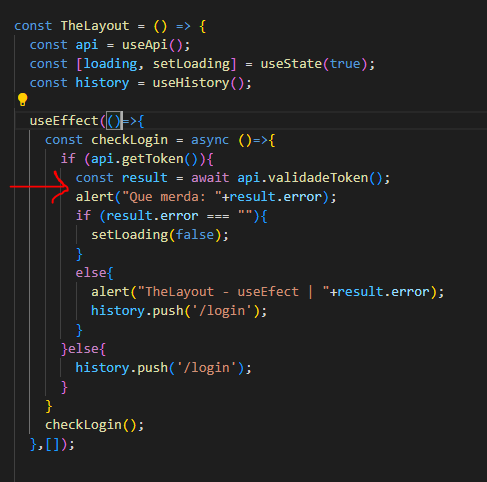 const TheLayout = () => {
const api = useApi();
const [loading, setLoading] = useState(true);
const history = useHistory();
useEffect(()=>{
const checkLogin = async ()=>{
if (api.getToken()){
const result = await api.validadeToken();
alert("Que merda: "+result.error);
if (result.error === ""){
setLoading(false);
}
else{
alert("TheLayout - useEfect | "+result.error);
history.push('/login');
}
}else{
history.push('/login');
}
}
checkLogin();
},[]);